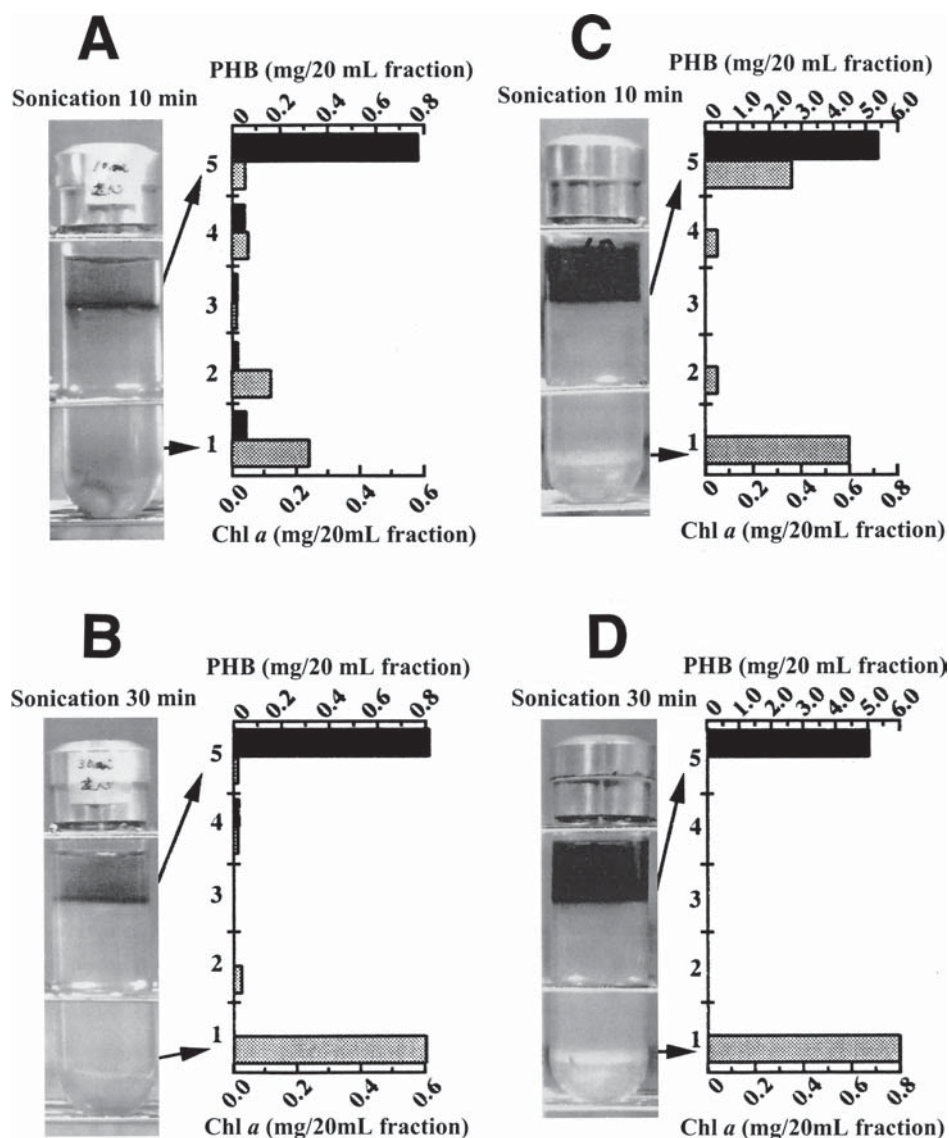 A
PHB (mg/20 mL fraction)
Sonication 10 min
0.0 0.2 0.4 0.6 0.8
5
4
3
2
1
0.0 0.2 0.4 0.6
Chl a (mg/20mL fraction)
C
PHB (mg/20 mL fraction)
Sonication 10 min
0 1.0 2.0 3.0 4.0 5.0 6.0
5
4
3
2
1
0 0.2 0.4 0.6 0.8
Chl a (mg/20mL fraction)
B
PHB (mg/20 mL fraction)
Sonication 30 min
0 0.2 0.4 0.6 0.8
5
4
3
2
1
0.0 0.2 0.4 0.6
Chl a (mg/20mL fraction)
D
PHB (mg/20 mL fraction)
Sonication 30 min
0 1.0 2.0 3.0 4.0 5.0 6.0
5
4
3
2
1
0 0.2 0.4 0.6 0.8
Chl a (mg/20mL fraction)